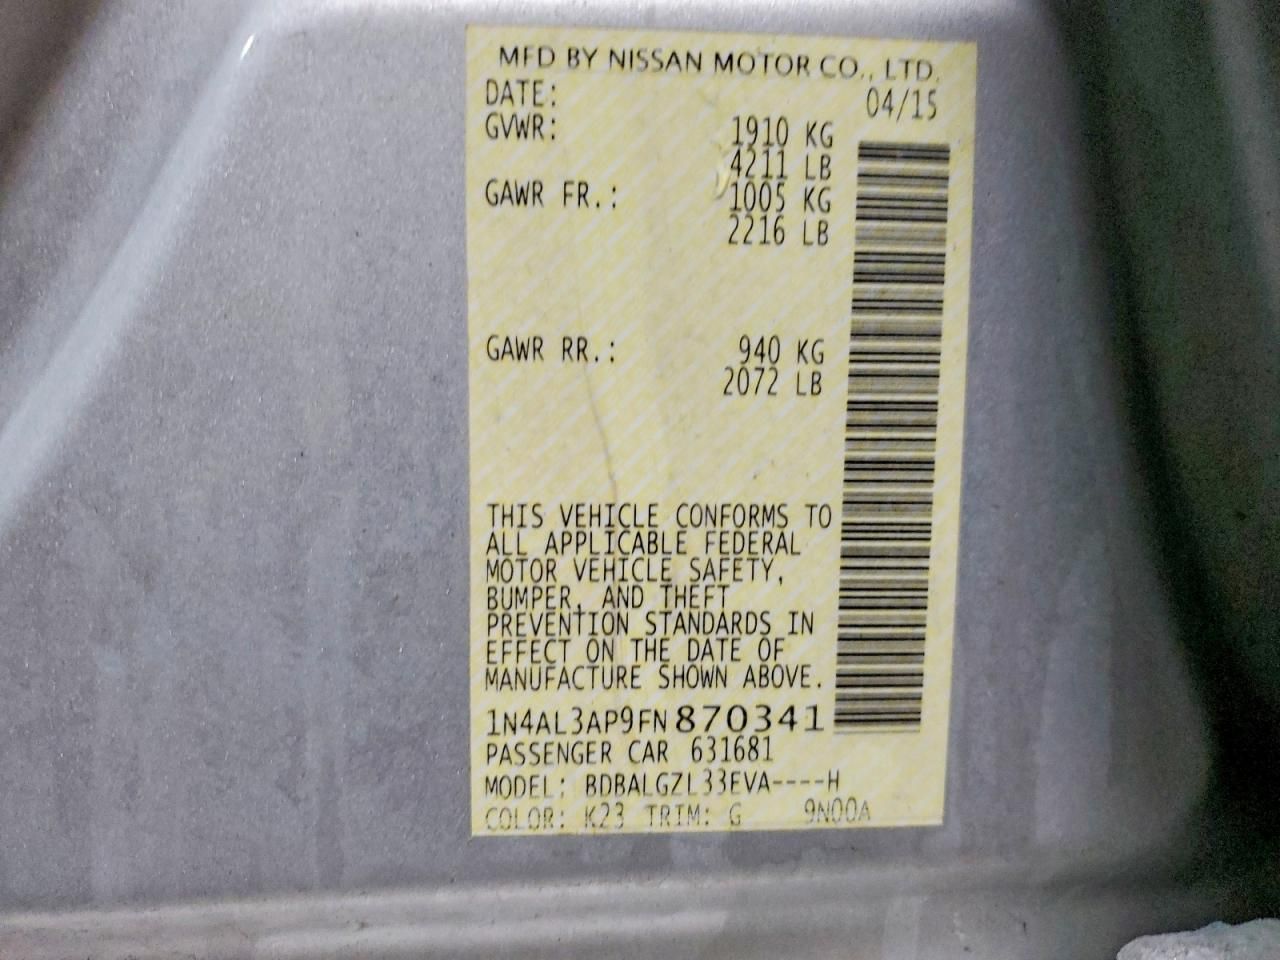 MFD BY NISSAN MOTOR CO., LTD.
DATE: 04/15
GVWR: 1910 KG
4211 LB
GAWR FR.: 1005 KG
2216 LB
GAWR RR.: 940 KG
2072 LB
THIS VEHICLE CONFORMS TO
ALL APPLICABLE FEDERAL
MOTOR VEHICLE SAFETY,
BUMPER, AND THEFT
PREVENTION STANDARDS IN
EFFECT ON THE DATE OF
MANUFACTURE SHOWN ABOVE.
1N4AL3AP9FN870341
PASSENGER CAR 631681
MODEL: BDBALGZL33EVA----H
COLOR: K23 TRIM: G 9N00A